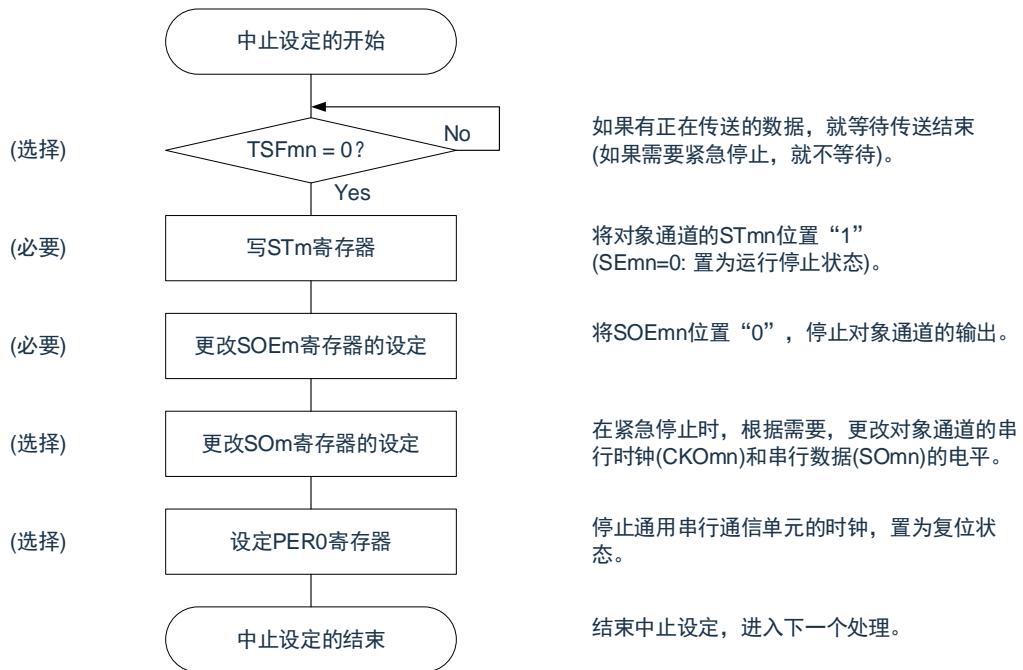 中止设定的开始
(选择)
TSFmn = 0?
No
Yes
如果有正在传送的数据，就等待传送结束
(如果需要紧急停止，就不等待)。
(必要)
写STm寄存器
将对象通道的STmn位置“1”
(SEmn=0: 置为运行停止状态)。
(必要)
更改SOEm寄存器的设定
将SOEmn位置“0”，停止对象通道的输出。
(选择)
更改SOm寄存器的设定
在紧急停止时，根据需要，更改对象通道的串
行时钟(CKOmn)和串行数据(SOmn)的电平。
(选择)
设定PER0寄存器
停止通用串行通信单元的时钟，置为复位状
态。
中止设定的结束
结束中止设定，进入下一个处理。